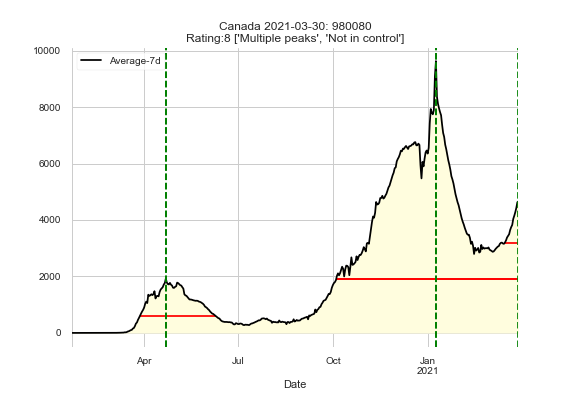 Canada 2021-03-30: 980080
Rating:8 ['Multiple peaks', 'Not in control']
10000
Average-7d
8000
6000
4000
2000
0
Apr
Jul
Oct
Jan
2021
Date